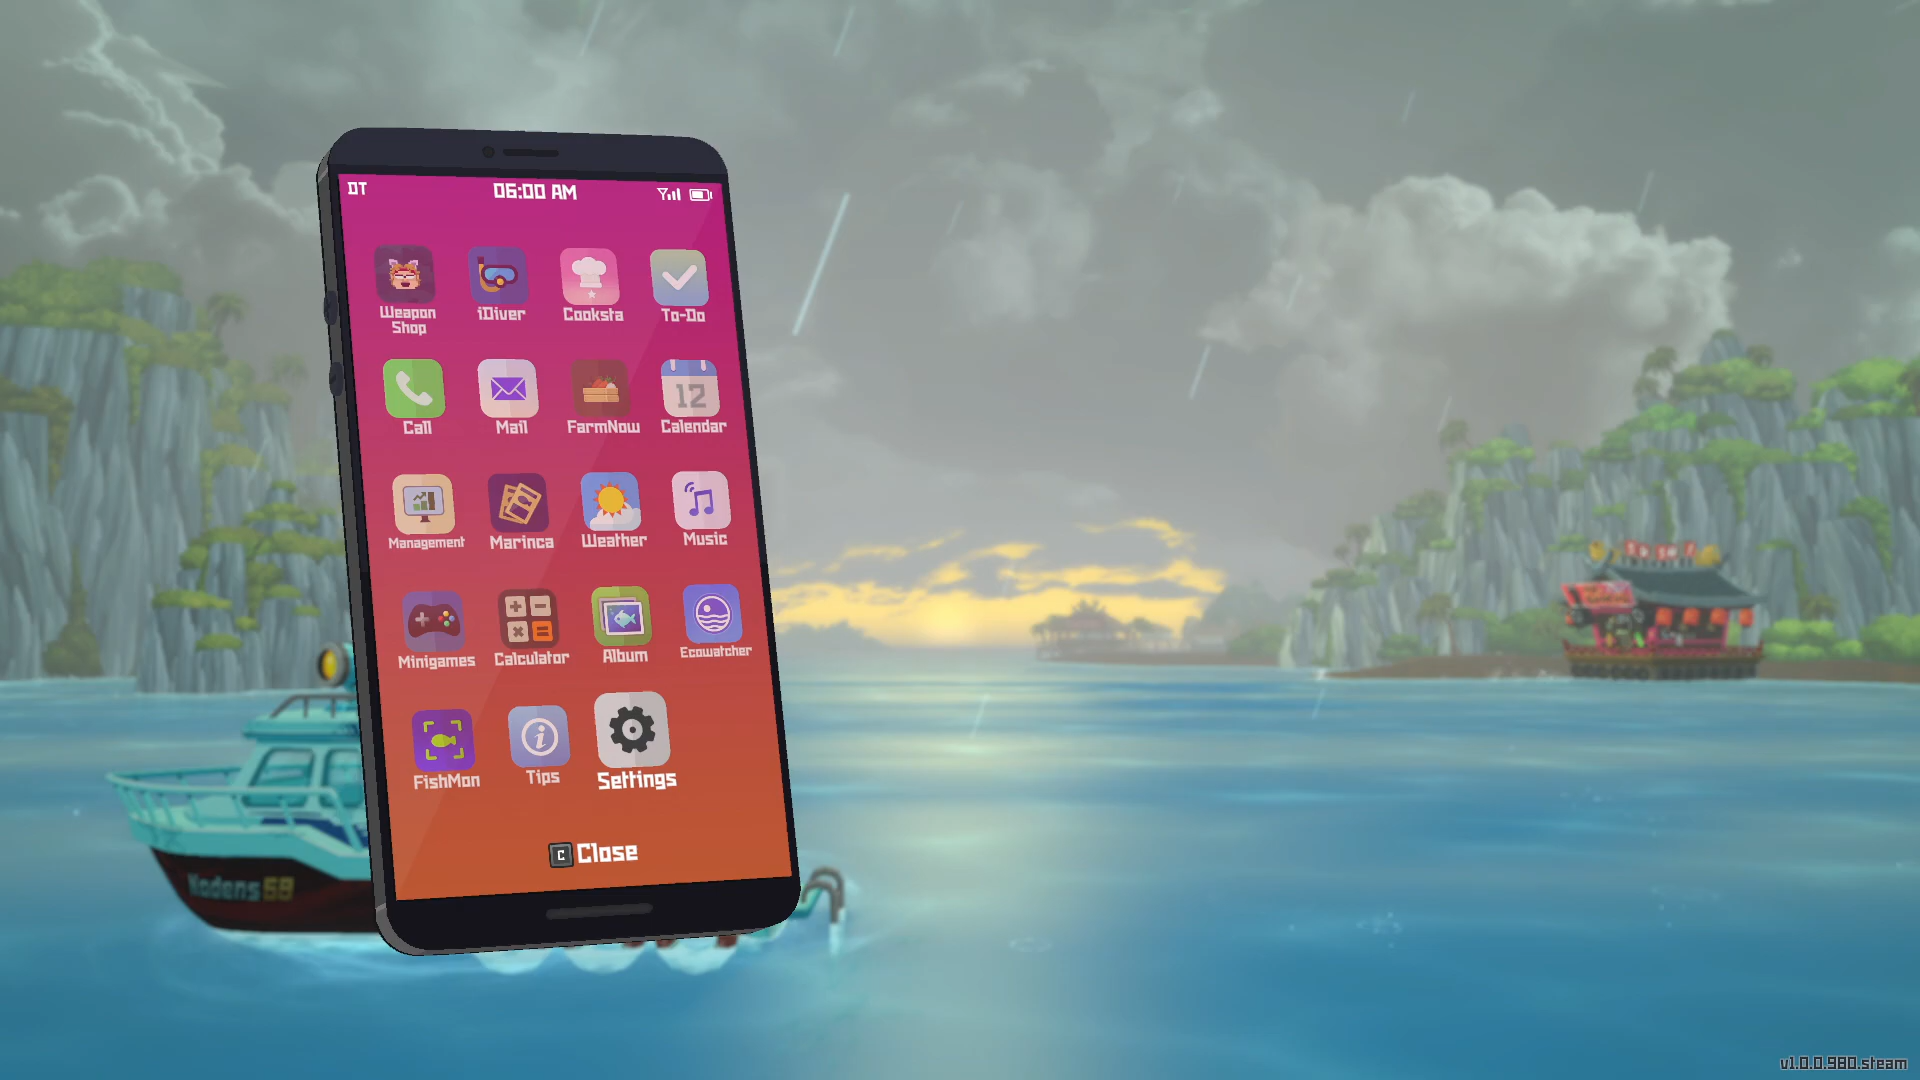 DT
06:00 AM
Weapon
Shop
iDiver
Cooksta
To-Do
Call
Mail
FarmNow
12
Calendar
Management
Marinca
Weather
Music
Minigames
Calculator
Album
Ecowatcher
FishMon
Tips
Settings
C Close
Nadens68
v1.0.0.980.steam